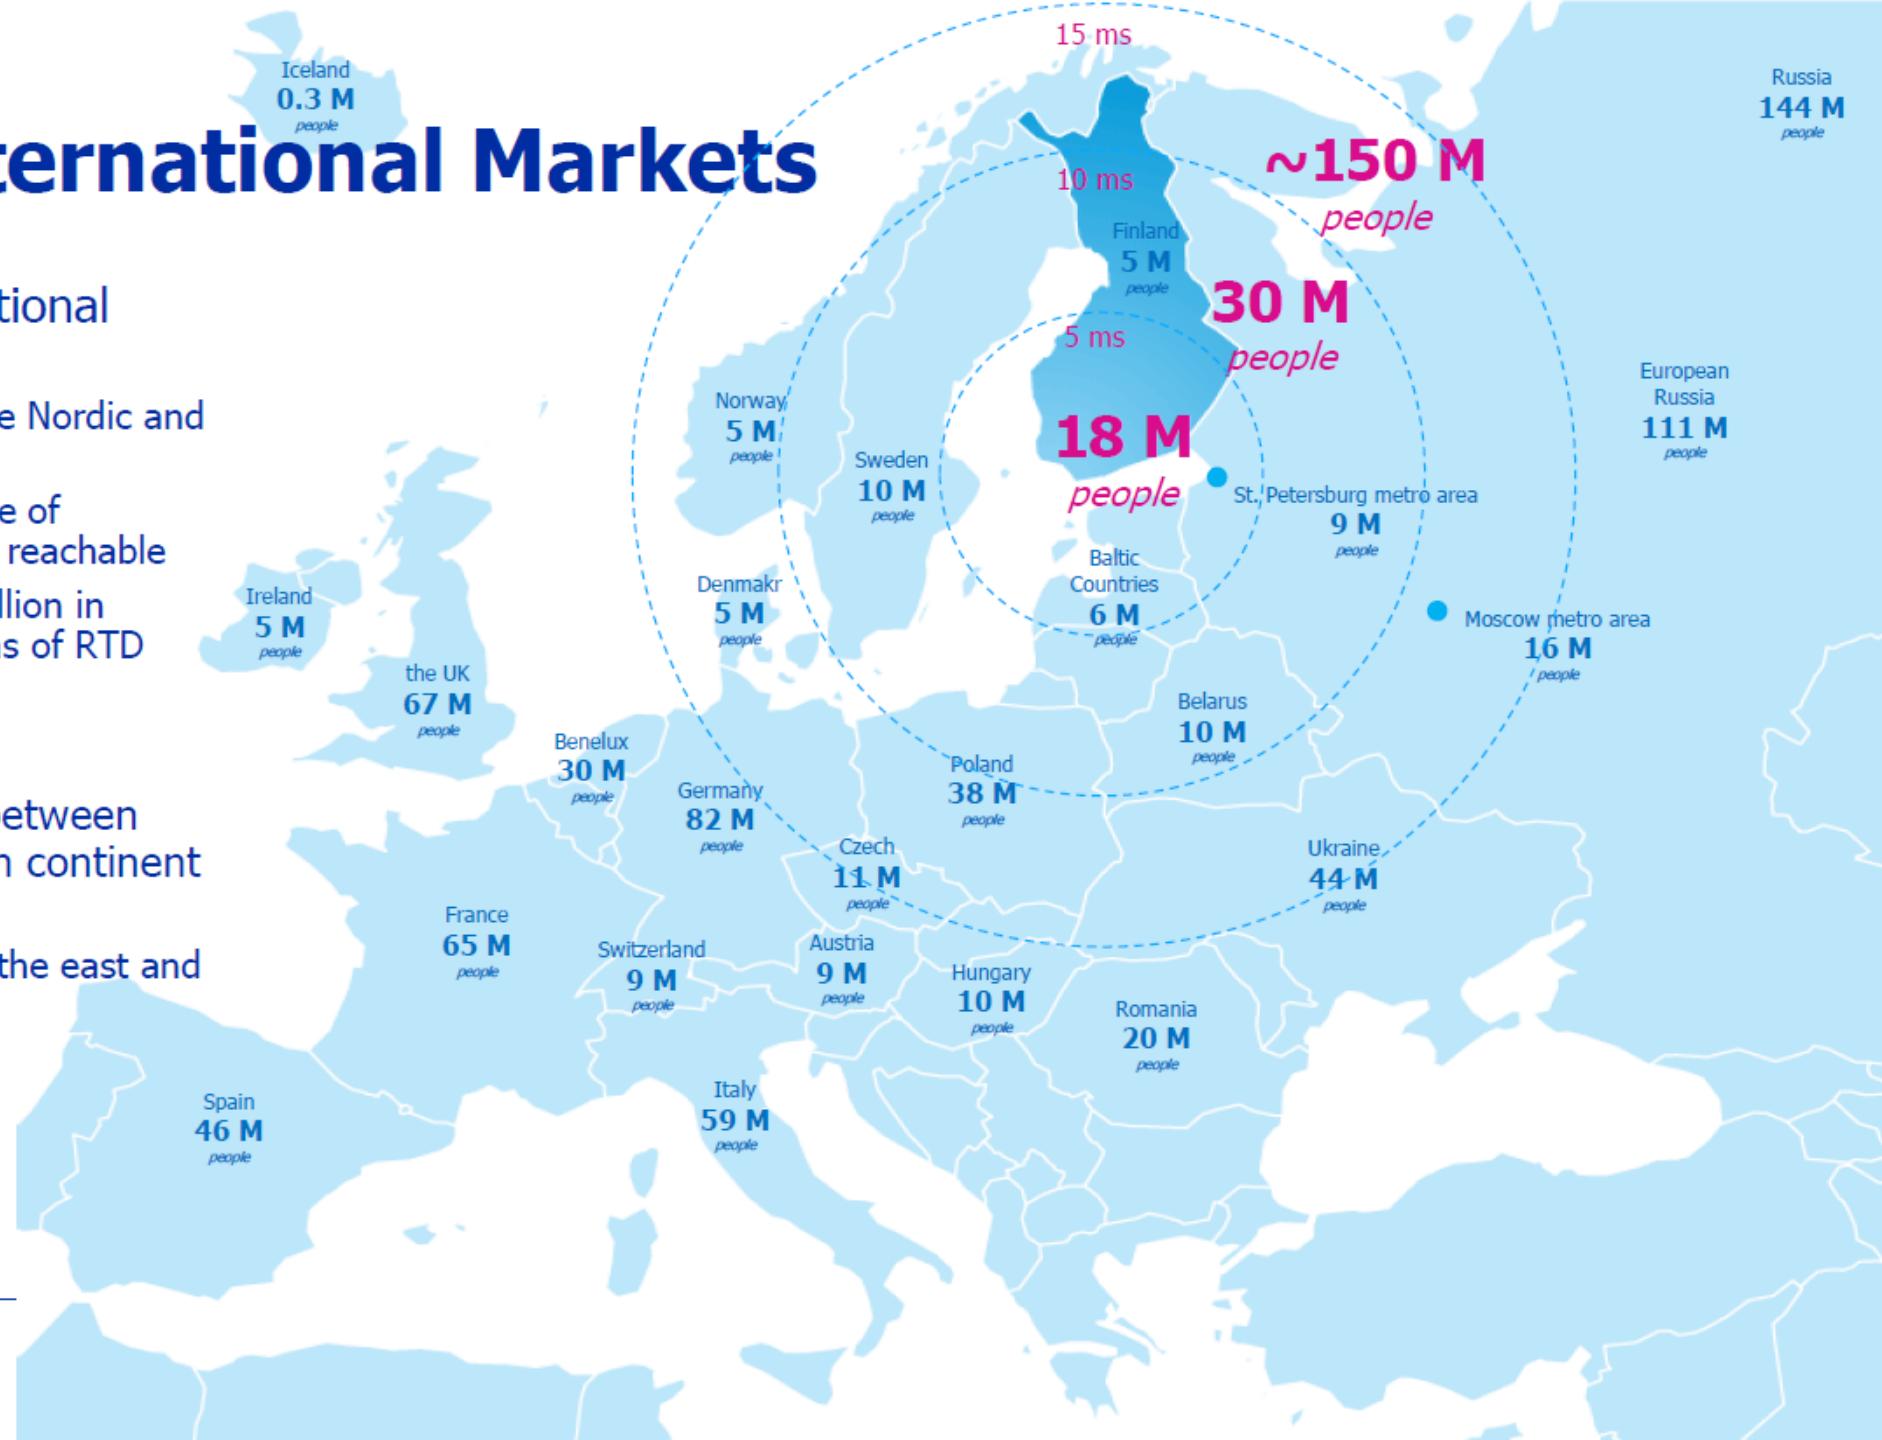 ternational Markets
tional
e Nordic and
e of
reachable
llion in
s of RTD
etween
n continent
the east and
15 ms
10 ms
5 ms
~150 M
people
30 M
people
18 M
people
Iceland
0.3 M
people
Russia
144 M
people
Finland
5 M
people
European
Russia
111 M
people
Norway
5 M
people
Sweden
10 M
people
St. Petersburg metro area
9 M
people
Baltic
Countries
6 M
people
Denmakr
5 M
people
Ireland
5 M
people
Moscow metro area
16 M
people
the UK
67 M
people
Belarus
10 M
people
Benelux
30 M
people
Poland
38 M
people
Germany
82 M
people
Czech
11 M
people
Ukraine
44 M
people
France
65 M
people
Switzerland
9 M
people
Austria
9 M
people
Hungary
10 M
people
Romania
20 M
people
Italy
59 M
people
Spain
46 M
people